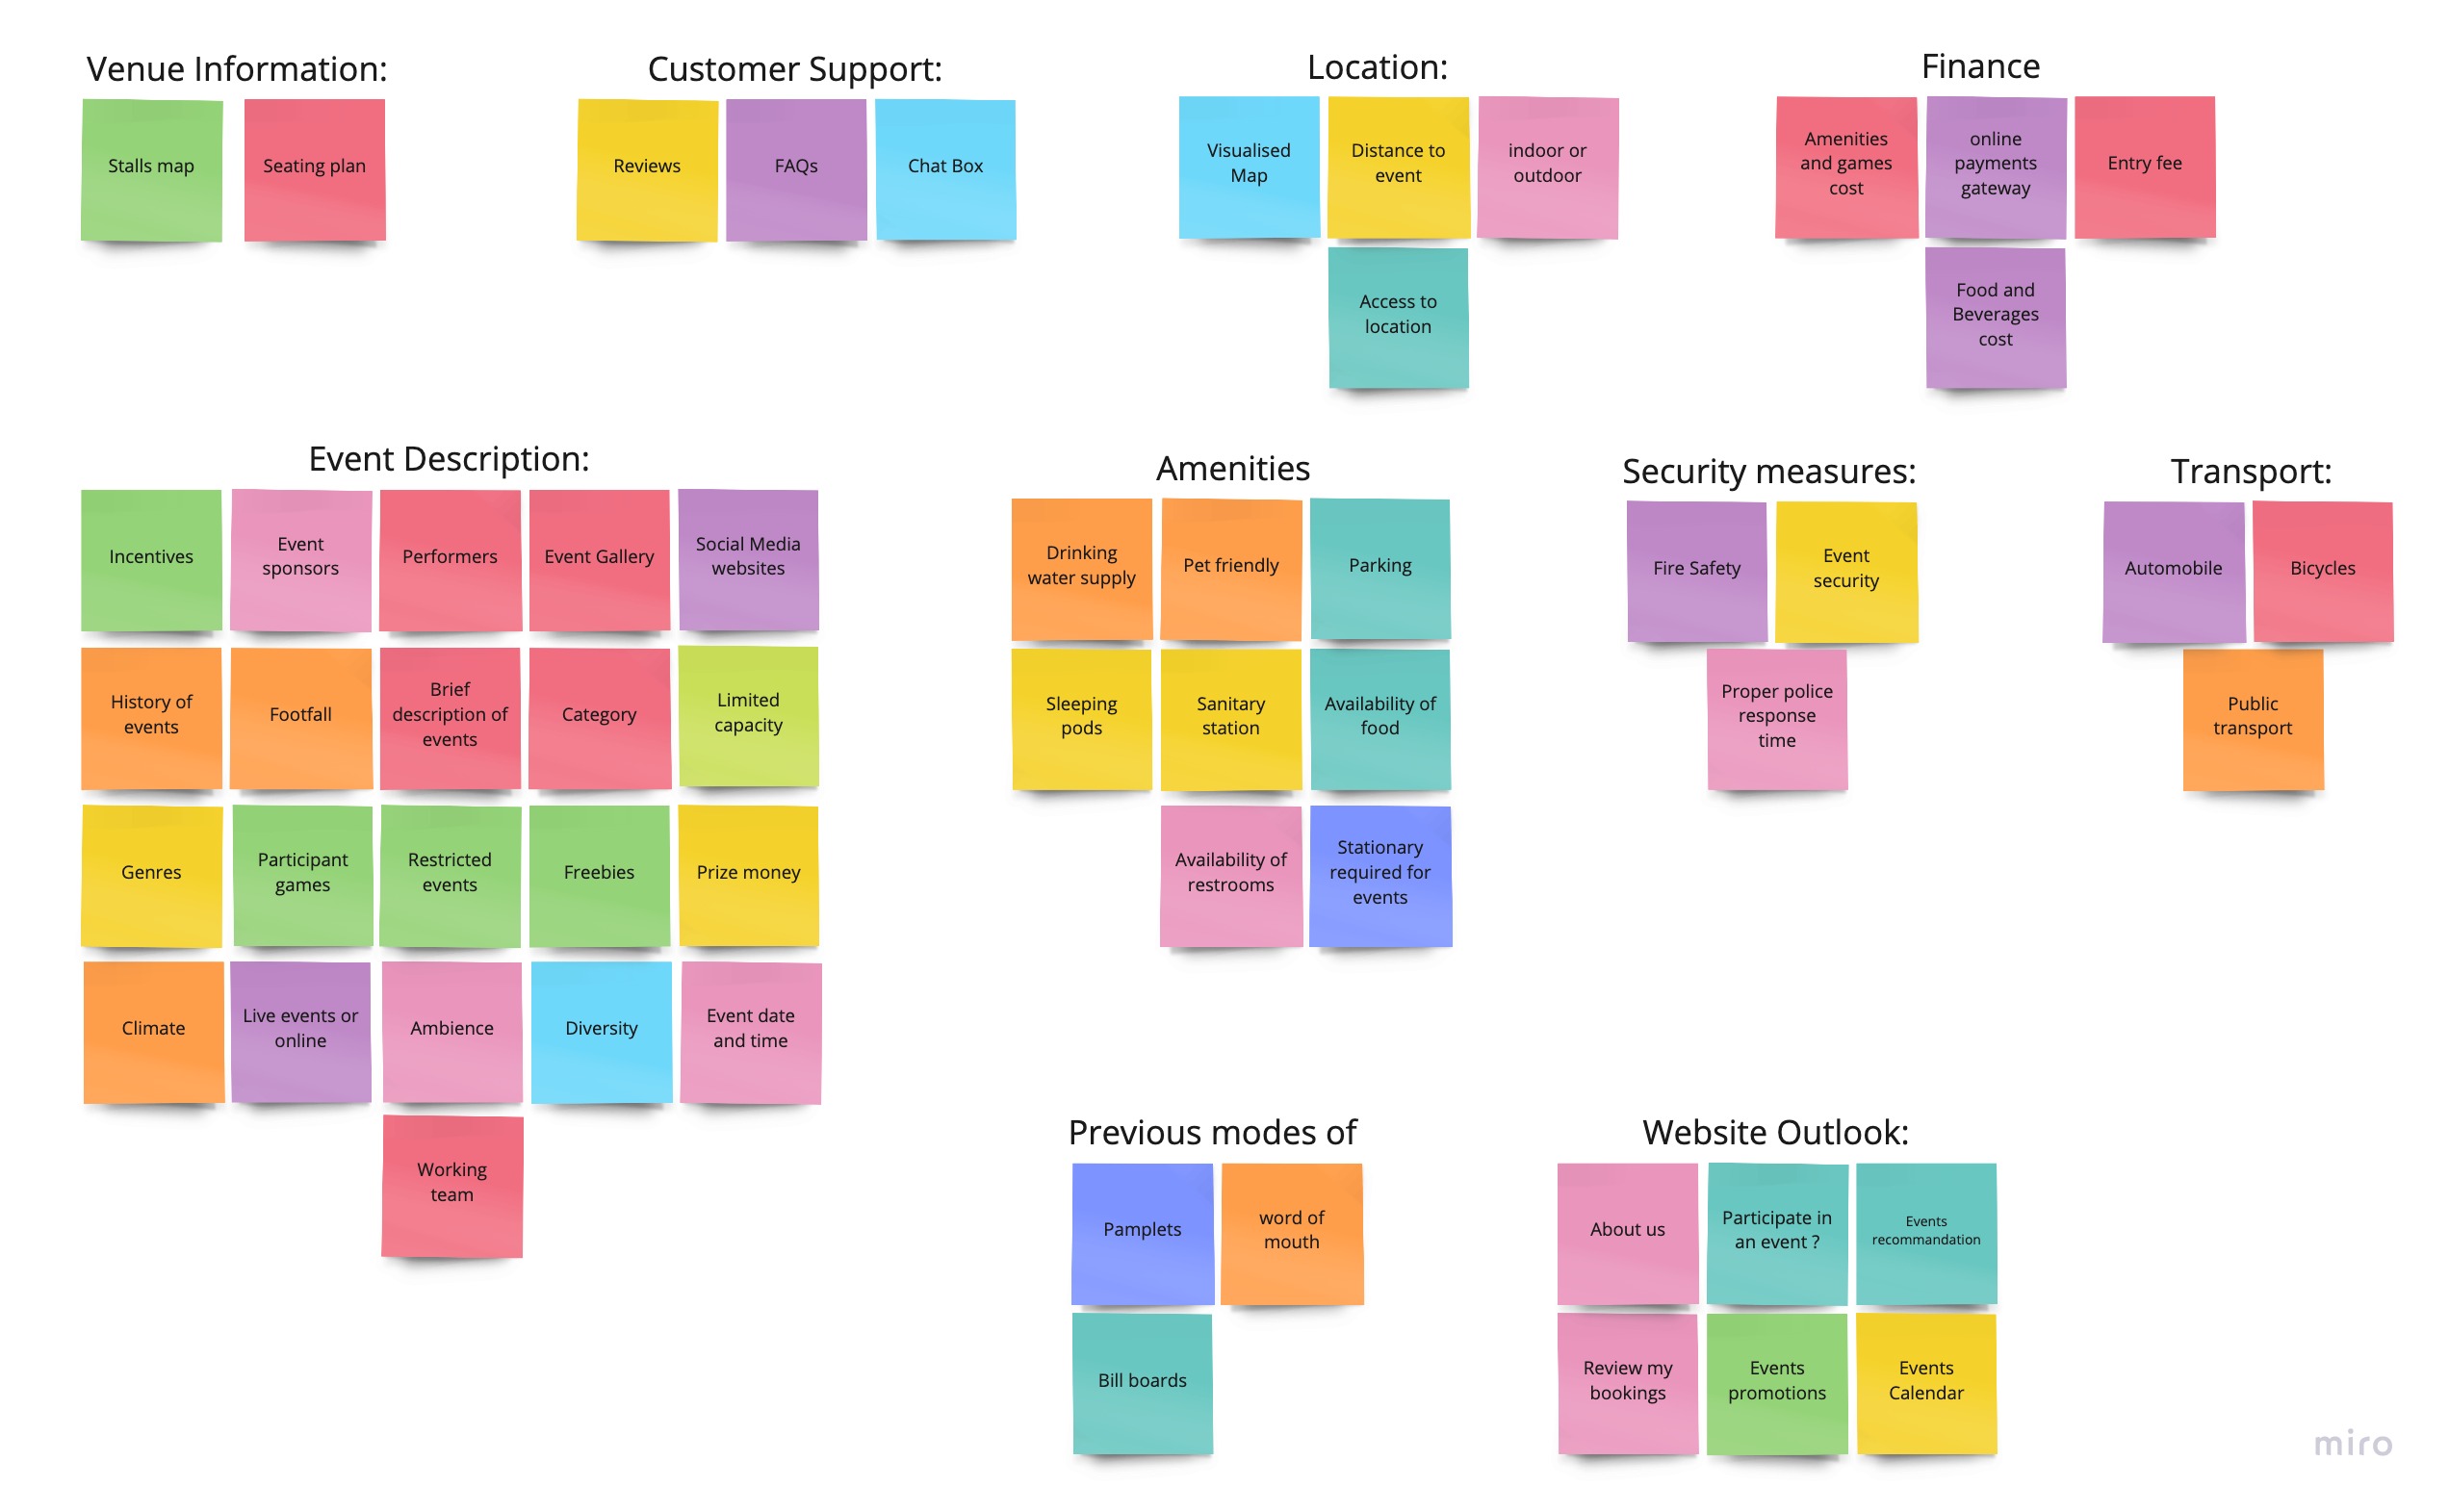 Venue Information:
Stalls map
Seating plan
Customer Support:
Reviews
FAQs
Chat Box
Location:
Visualised
Map
Distance to
event
indoor or
outdoor
Access to
location
Finance
Amenities
and games
cost
online
payments
gateway
Entry fee
Food and
Beverages
cost
Event Description:
Incentives
Event
sponsors
Performers
Event Gallery
Social Media
websites
History of
events
Footfall
Brief
description of
events
Category
Limited
capacity
Genres
Participant
games
Restricted
events
Freebies
Prize money
Climate
Live events or
online
Ambience
Diversity
Event date
and time
Working
team
Amenities
Drinking
water supply
Pet friendly
Parking
Sleeping
pods
Sanitary
station
Availability of
food
Availability of
restrooms
Stationary
required for
events
Security measures:
Fire Safety
Event
security
Proper police
response
time
Transport:
Automobile
Bicycles
Public
transport
Previous modes of
Pamplets
word of
mouth
Bill boards
Website Outlook:
About us
Participate in
an event ?
Events
recommandation
Review my
bookings
Events
promotions
Events
Calendar
miro